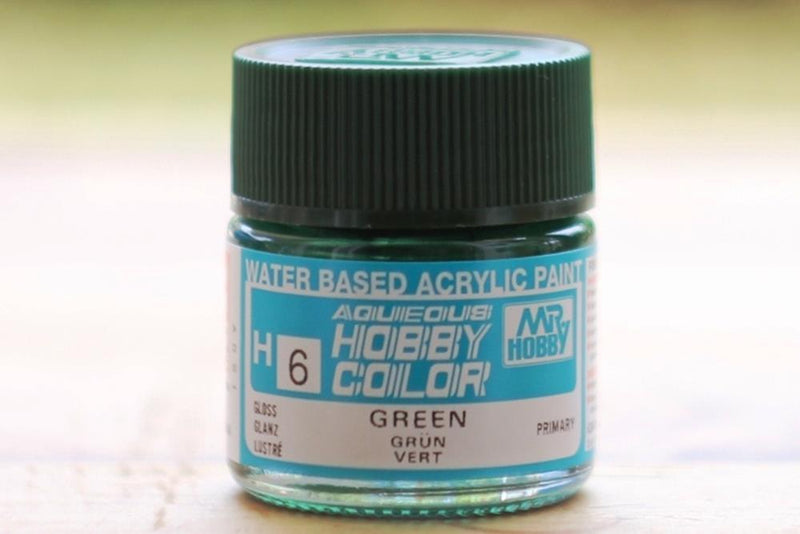 WATER BASED ACRYLIC PAINT
AQUEOUS
HOBBY
COLOR
MR
HOBBY
H 6
GLOSS
GLANZ
LUSTRÉ
GREEN
GRÜN
VERT
PRIMARY